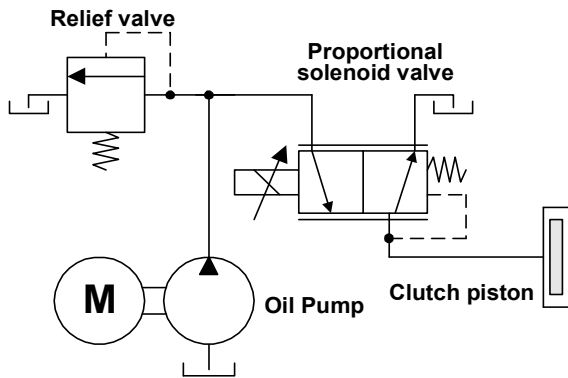 Relief valve
Proportional
solenoid valve
M
Oil Pump
Clutch piston